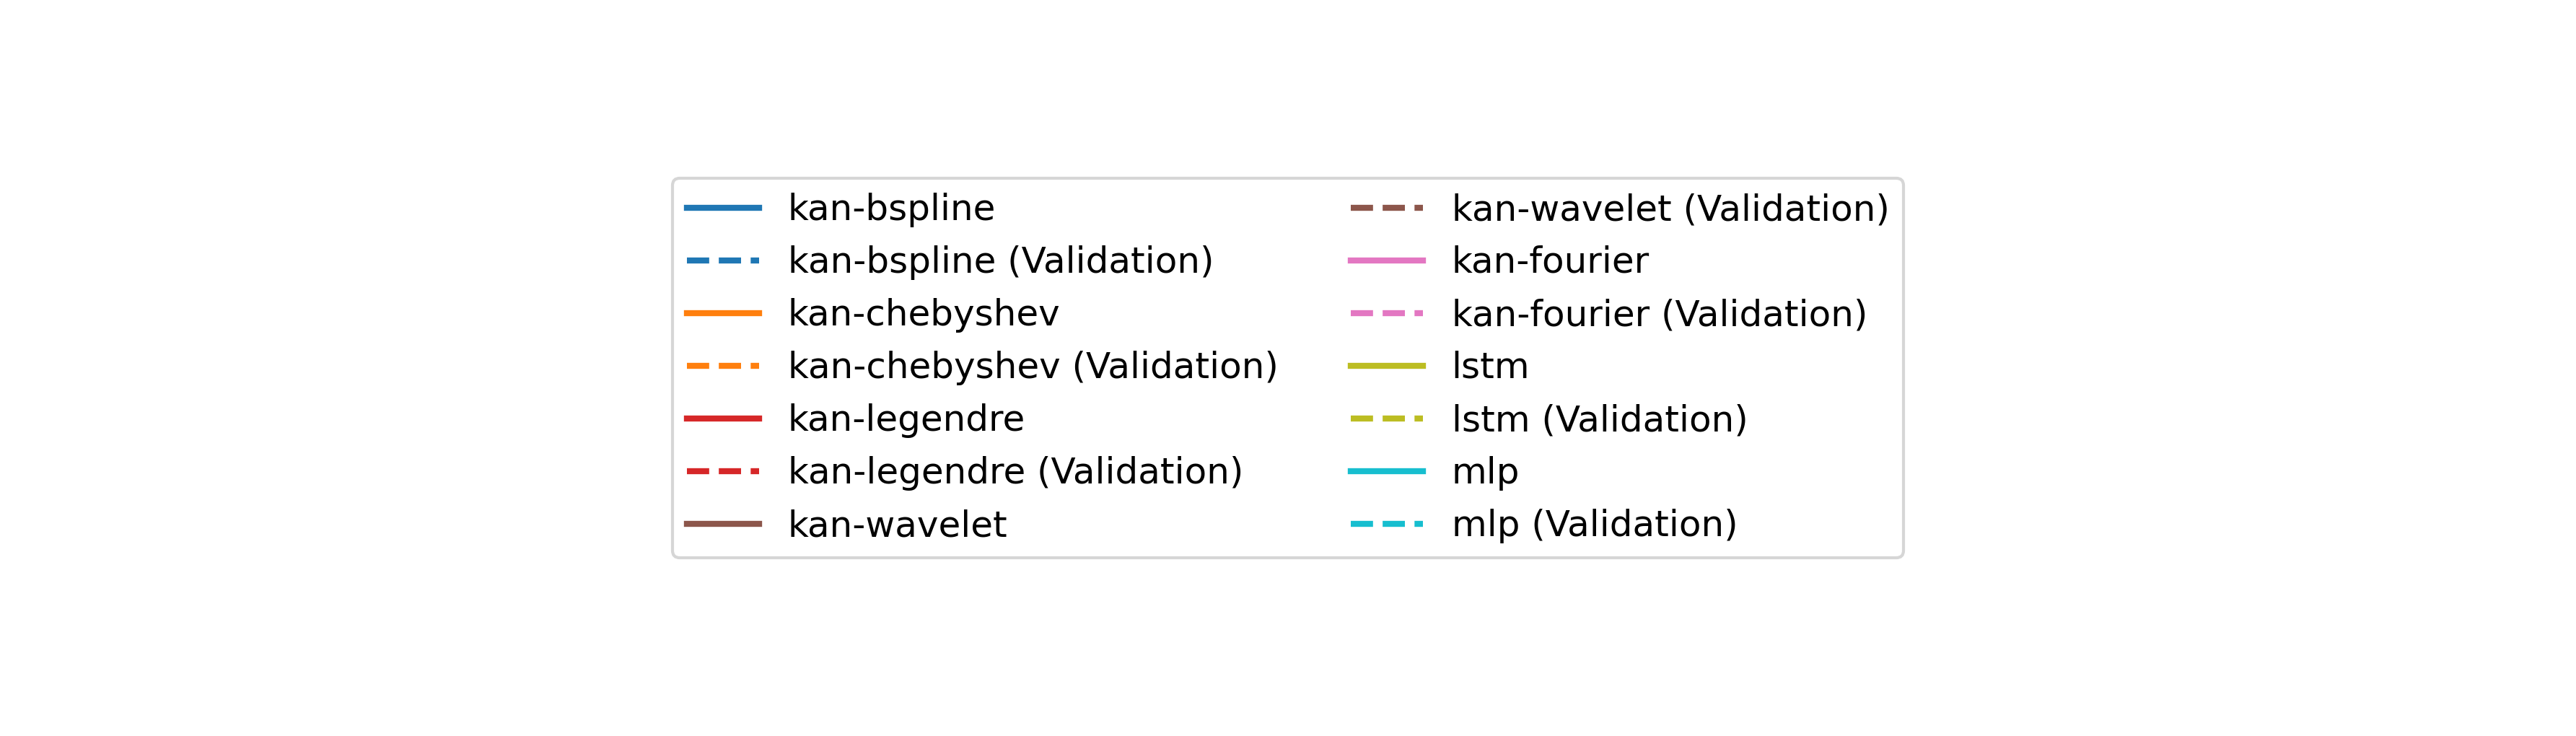 kan-bspline
kan-bspline (Validation)
kan-chebyshev
kan-chebyshev (Validation)
kan-legendre
kan-legendre (Validation)
kan-wavelet
kan-wavelet (Validation)
kan-fourier
kan-fourier (Validation)
lstm
lstm (Validation)
mlp
mlp (Validation)